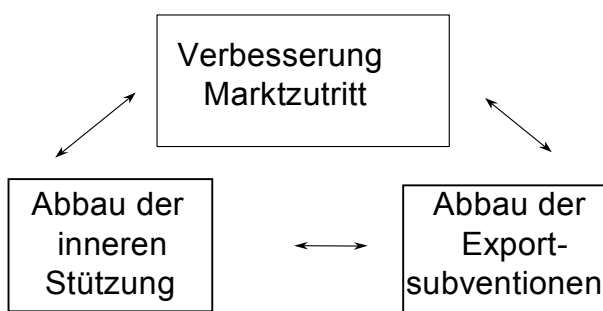 Verbesserung
Marktzutritt
Abbau der
inneren
Stützung
Abbau der
Export-
subventionen